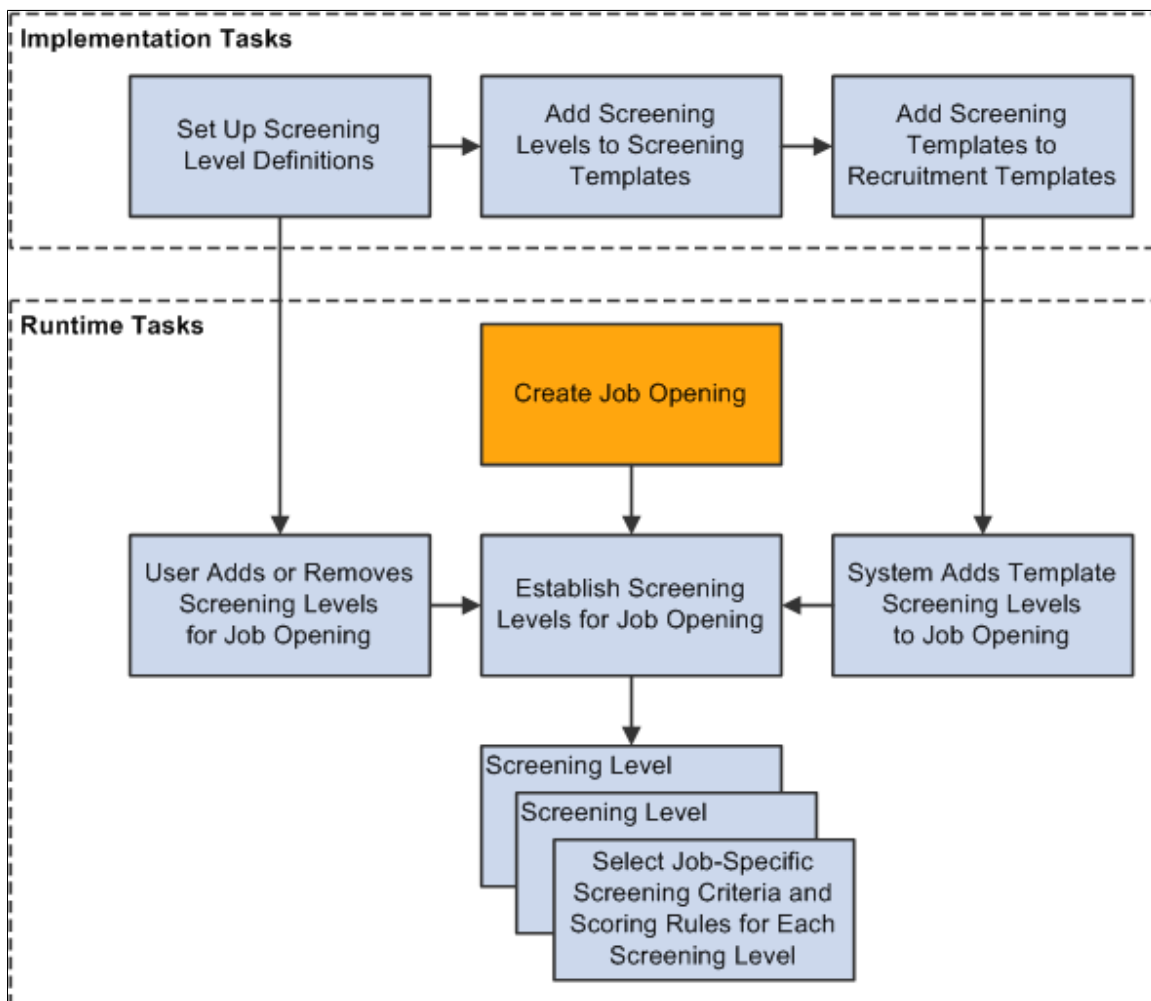 Implementation Tasks
Set Up Screening
Level Definitions
Add Screening
Levels to Screening
Templates
Add Screening
Templates to
Recruitment Templates
Runtime Tasks
Create Job Opening
User Adds or Removes
Screening Levels
for Job Opening
Establish Screening
Levels for Job Opening
System Adds Template
Screening Levels
to Job Opening
Screening Level
Screening Level
Select Job-Specific
Screening Criteria and
Scoring Rules for Each
Screening Level